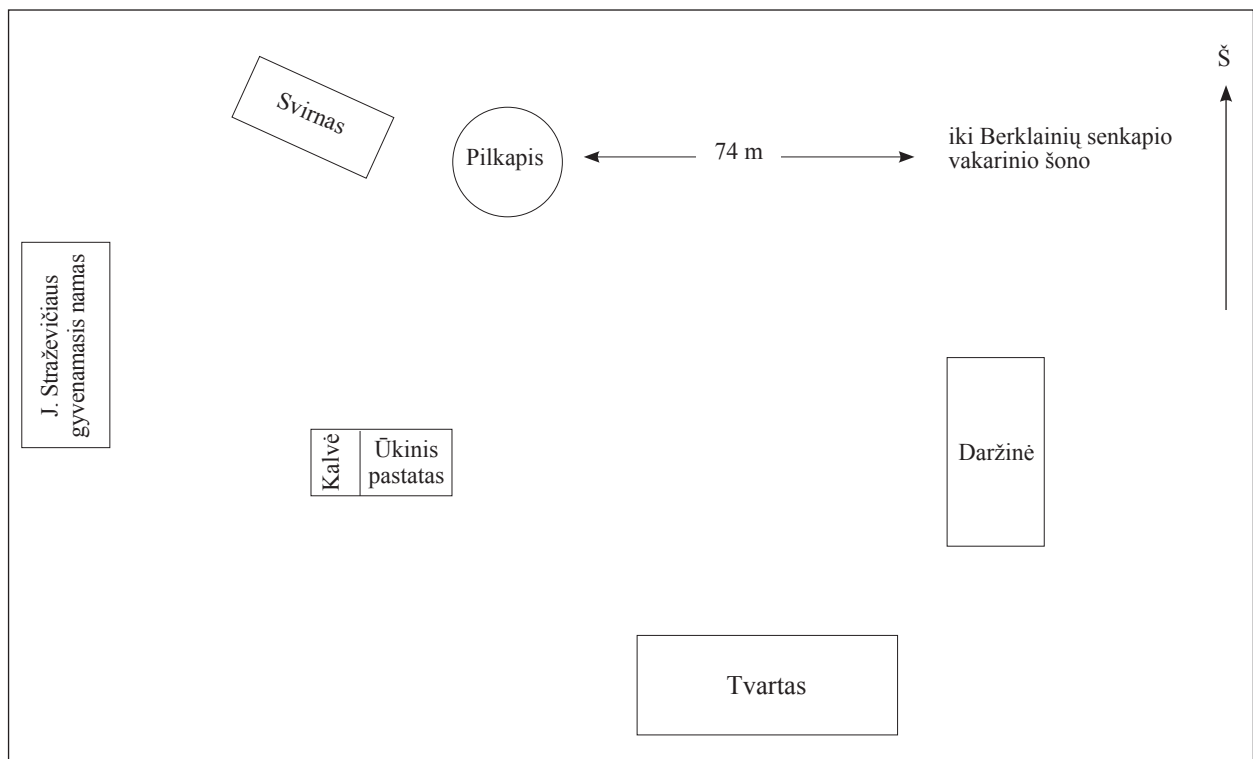 Š
Svirnas
Pilkapis
74 m
iki Berklainių senkapio
vakarinio šono
J. Straževičiaus
gyvenamasis namas
Kalvė
Ūkinis
pastatas
Daržinė
Tvartas